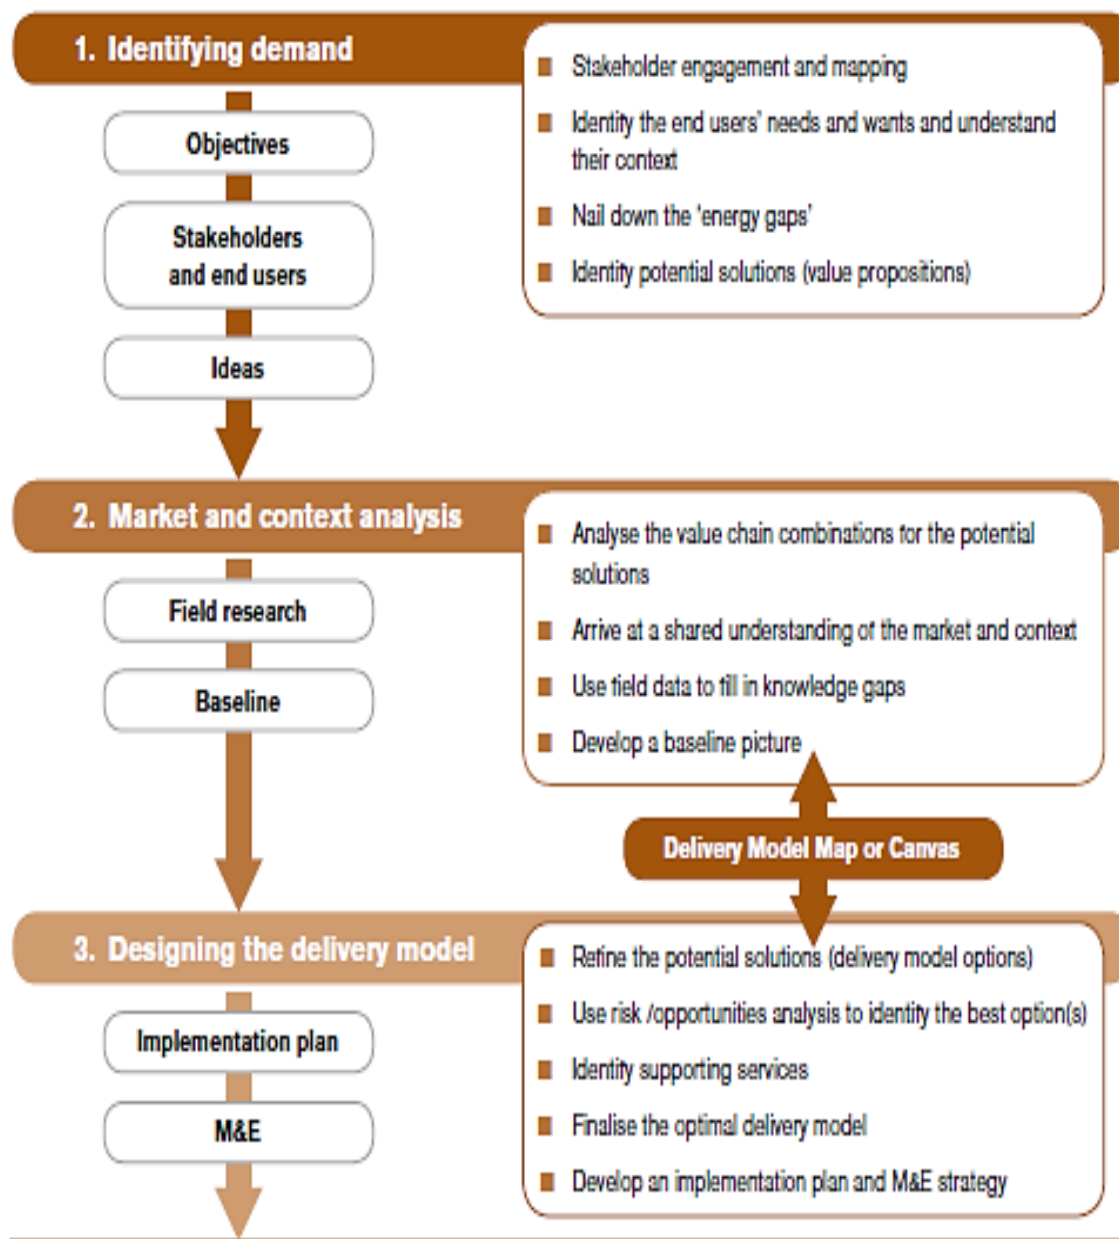 1. Identifying demand
Objectives
Stakeholders
and end users
Ideas
Stakeholder engagement and mapping
Identity the end users' needs and wants and understand
their context
Nail down the 'energy gaps'
Identity potential solutions (value propositions)
2. Market and context analysis
Field research
Baseline
Analyse the value chain combinations for the potential
solutions
Arrive at a shared understanding of the market and context
Use field data to fill in knowledge gaps
Develop a baseline picture
Delivery Model Map or Canvas
3. Designing the delivery model
Implementation plan
M&E
Refine the potential solutions (delivery model options)
Use risk /opportunities analysis to identity the best option(s)
Identity supporting services
Finalise the optimal delivery model
Develop an implementation plan and M&E strategy